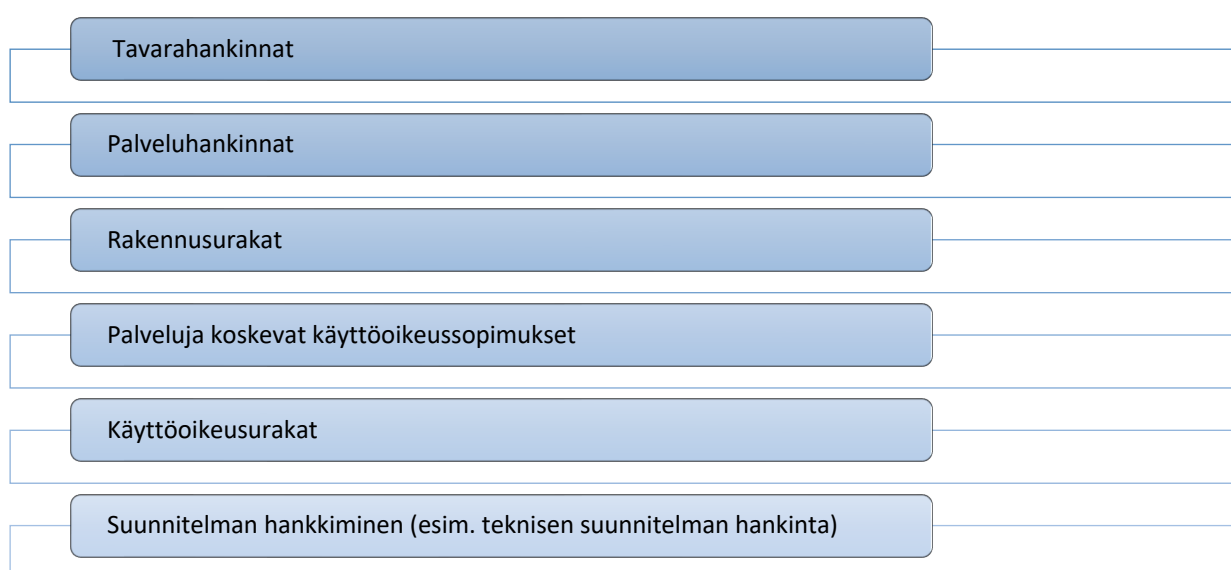 Tavarahankinnat
Palveluhankinnat
Rakennusurakat
Palveluja koskevat käyttöoikeussopimukset
Käyttöoikeusurakat
Suunnitelman hankkiminen (esim. teknisen suunnitelman hankinta)